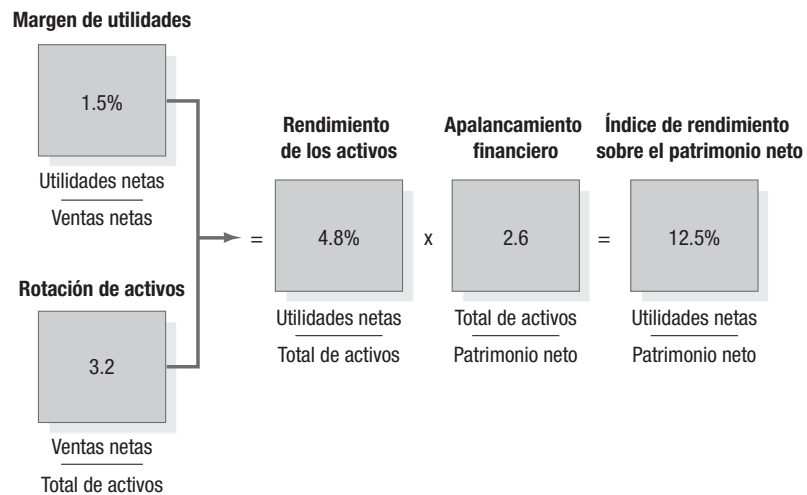 Margen de utilidades
1.5%
Utilidades netas
Ventas netas
Rotación de activos
3.2
Ventas netas
Total de activos
=
Rendimiento
de los activos
4.8%
Utilidades netas
Total de activos
x
Apalancamiento
financiero
2.6
Total de activos
Patrimonio neto
=
Índice de rendimiento
sobre el patrimonio neto
12.5%
Utilidades netas
Patrimonio neto